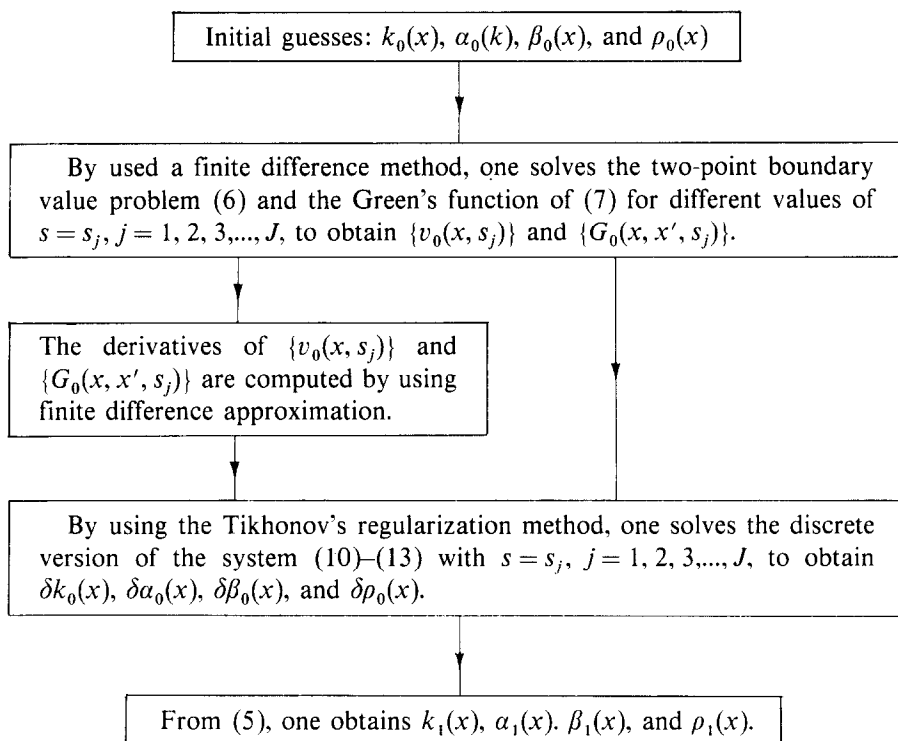 Initial guesses: k₀(x), α₀(k), β₀(x), and ρ₀(x)
By used a finite difference method, one solves the two-point boundary
value problem (6) and the Green's function of (7) for different values of
s = sⱼ, j = 1, 2, 3,..., J, to obtain {v₀(x, sⱼ)} and {G₀(x, x′, sⱼ)}.
The derivatives of {v₀(x, sⱼ)} and
{G₀(x, x′, sⱼ)} are computed by using
finite difference approximation.
By using the Tikhonov's regularization method, one solves the discrete
version of the system (10)–(13) with s = sⱼ, j = 1, 2, 3,..., J, to obtain
δk₀(x), δα₀(x), δβ₀(x), and δρ₀(x).
From (5), one obtains k₁(x), α₁(x). β₁(x), and ρ₁(x).